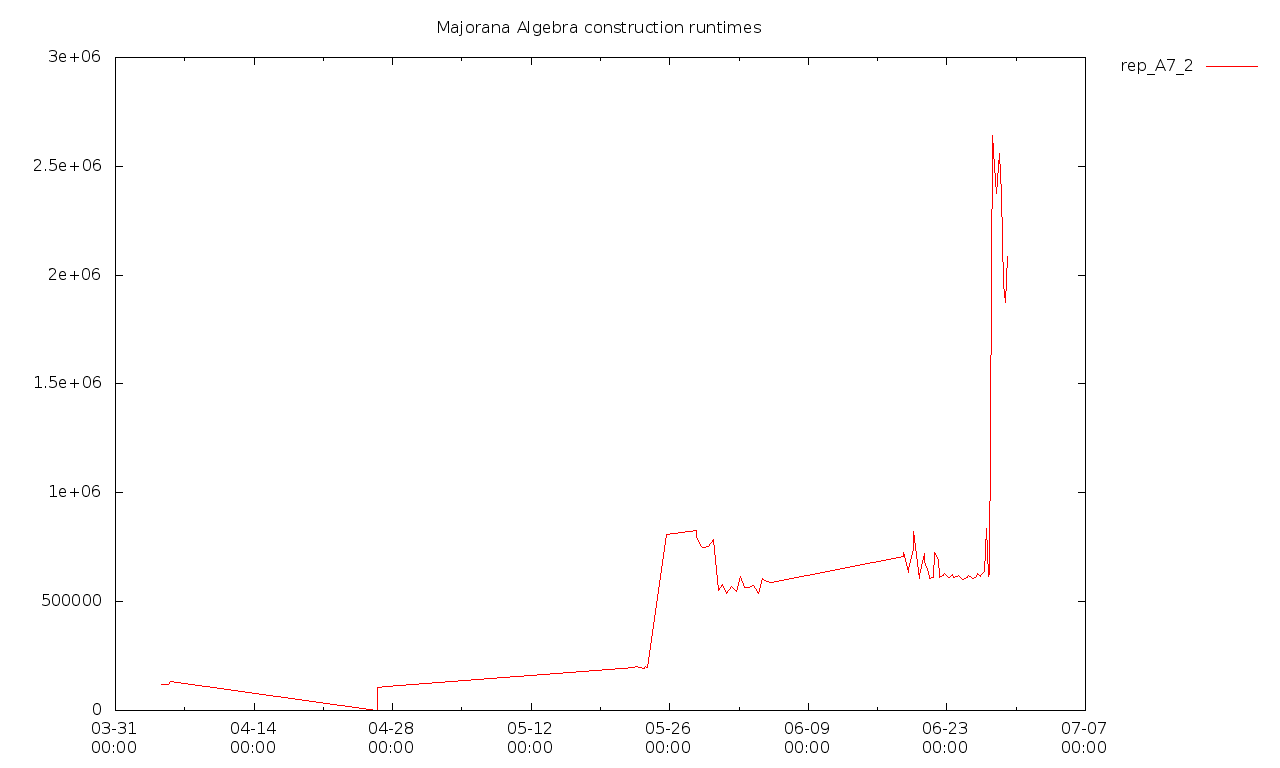 Majorana Algebra construction runtimes
rep_A7_2
3e+06
2.5e+06
2e+06
1.5e+06
1e+06
500000
0
03-31 04-14 04-28 05-12 05-26 06-09 06-23 07-07
00:00 00:00 00:00 00:00 00:00 00:00 00:00 00:00